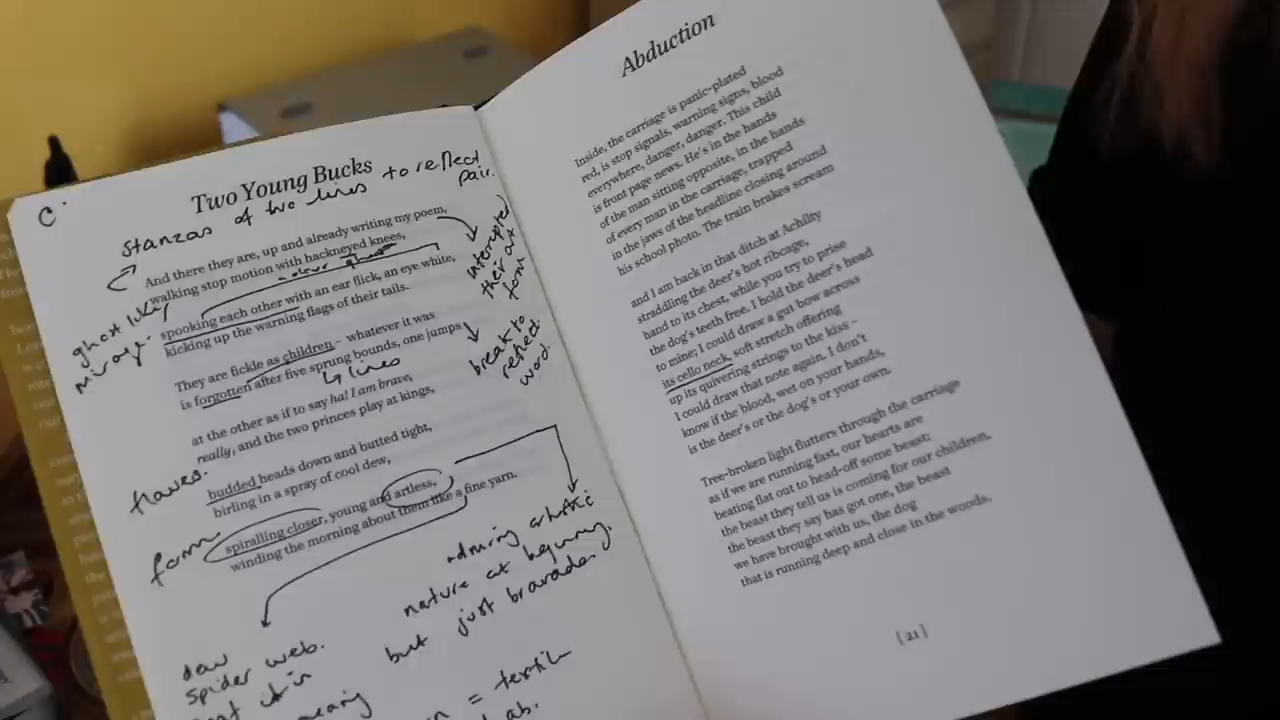 Two Young Bucks
C.
stanzas of two lines to reflect pair.
And there they are, up and already writing my poem,
walking stop motion with hackneyed knees,
interrupted their art form
ghost like, mirage.
spooking each other with an ear flick, an eye white,
kicking up the warning flags of their tails.
They are fickle as children – whatever it was
is forgotten after five sprung bounds, one jumps
lines
break to reflect word.
at the other as if to say ha! I am brave,
really, and the two princes play at kings,
budded heads down and butted tight,
birling in a spray of cool dew,
form
spiralling closer, young and artless,
winding the morning about them like a fine yarn.
admiring artistic
nature at beginning.
but just bravado
dew
spider web.
= textile
Abduction
Inside, the carriage is panic-plated
red, is stop signals, warning signs, blood
everywhere, danger, danger. This child
is front page news. He's in the hands
of the man sitting opposite, in the hands
of every man in the carriage, trapped
in the jaws of the headline closing around
his school photo. The train brakes scream
and I am back in that ditch at Achilty
straddling the deer's hot ribcage,
hand to its chest, while you try to prise
the dog's teeth free. I hold the deer's head
to mine; I could draw a gut bow across
its cello neck, soft stretch offering
up its quivering strings to the kiss –
I could draw that note again. I don't
know if the blood, wet on your hands,
is the deer's or the dog's or your own.
Tree-broken light flutters through the carriage
as if we are running fast, our hearts are
beating flat out to head-off some beast;
the beast they tell us is coming for our children,
the beast they say has got one, the beast
we have brought with us, the dog
that is running deep and close in the woods,
[ 21 ]